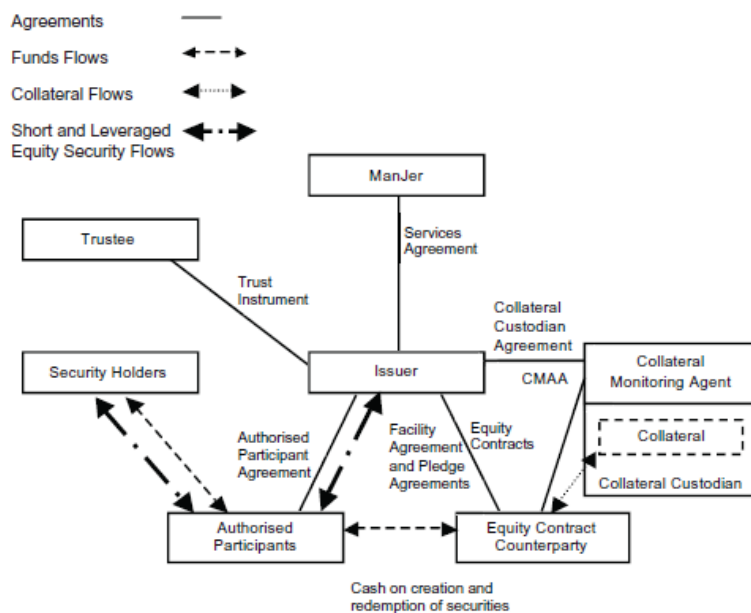 Agreements
Funds Flows
Collateral Flows
Short and Leveraged
Equity Security Flows
ManJer
Trustee
Services
Agreement
Trust
Instrument
Collateral
Custodian
Agreement
Security Holders
Issuer
CMAA
Collateral
Monitoring Agent
Authorised
Participant
Agreement
Facility
Agreement
and Pledge
Agreements
Equity
Contracts
Collateral
Collateral Custodian
Authorised
Participants
Equity Contract
Counterparty
Cash on creation and
redemption of securities